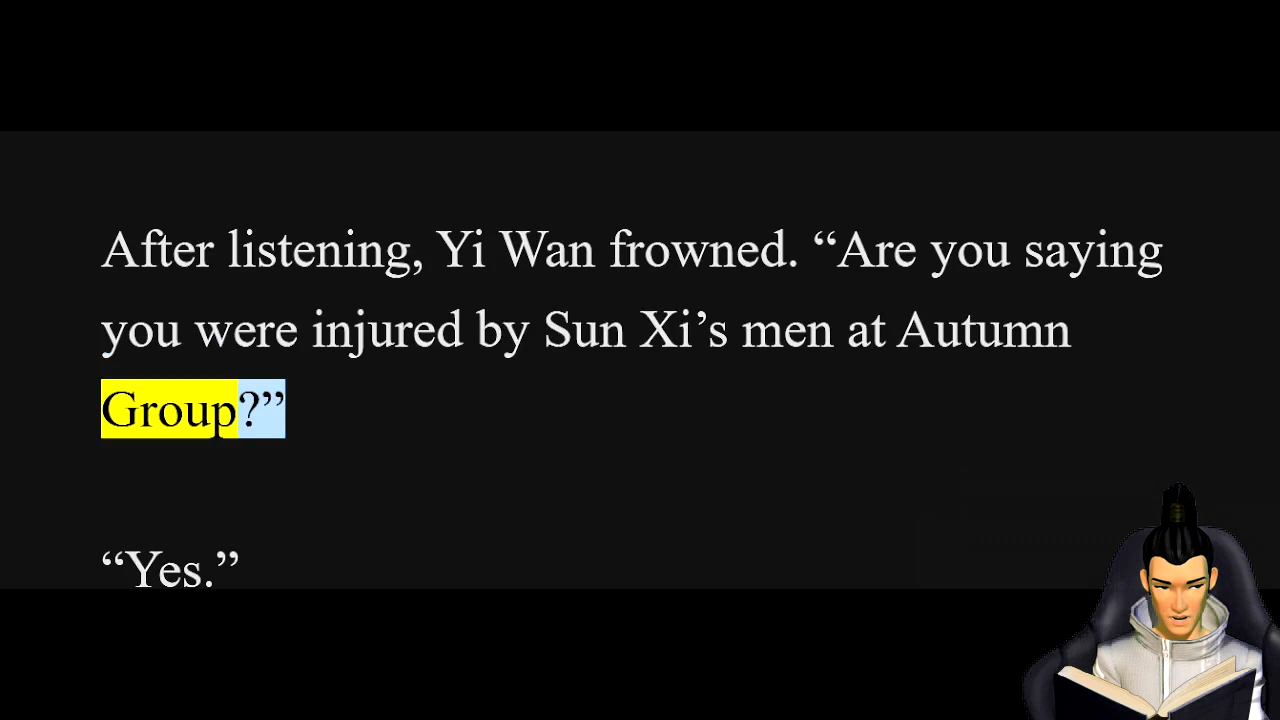 After listening, Yi Wan frowned. “Are you saying
you were injured by Sun Xi’s men at Autumn
Group?”
“Yes.”